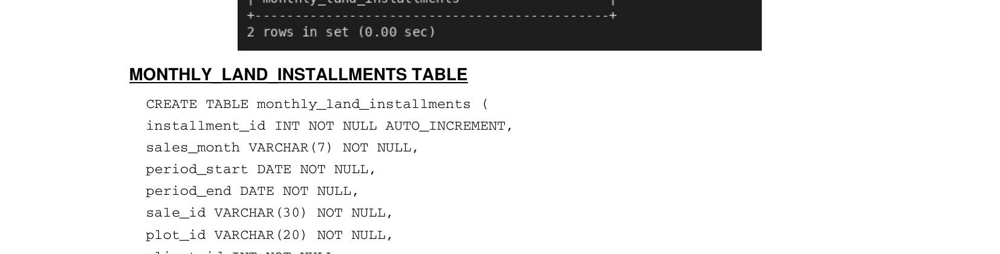 | monthly_land_installments |
+---------------------------------------------+
2 rows in set (0.00 sec)
MONTHLY_LAND_INSTALLMENTS TABLE
CREATE TABLE monthly_land_installments (
installment_id INT NOT NULL AUTO_INCREMENT,
sales_month VARCHAR(7) NOT NULL,
period_start DATE NOT NULL,
period_end DATE NOT NULL,
sale_id VARCHAR(30) NOT NULL,
plot_id VARCHAR(20) NOT NULL,